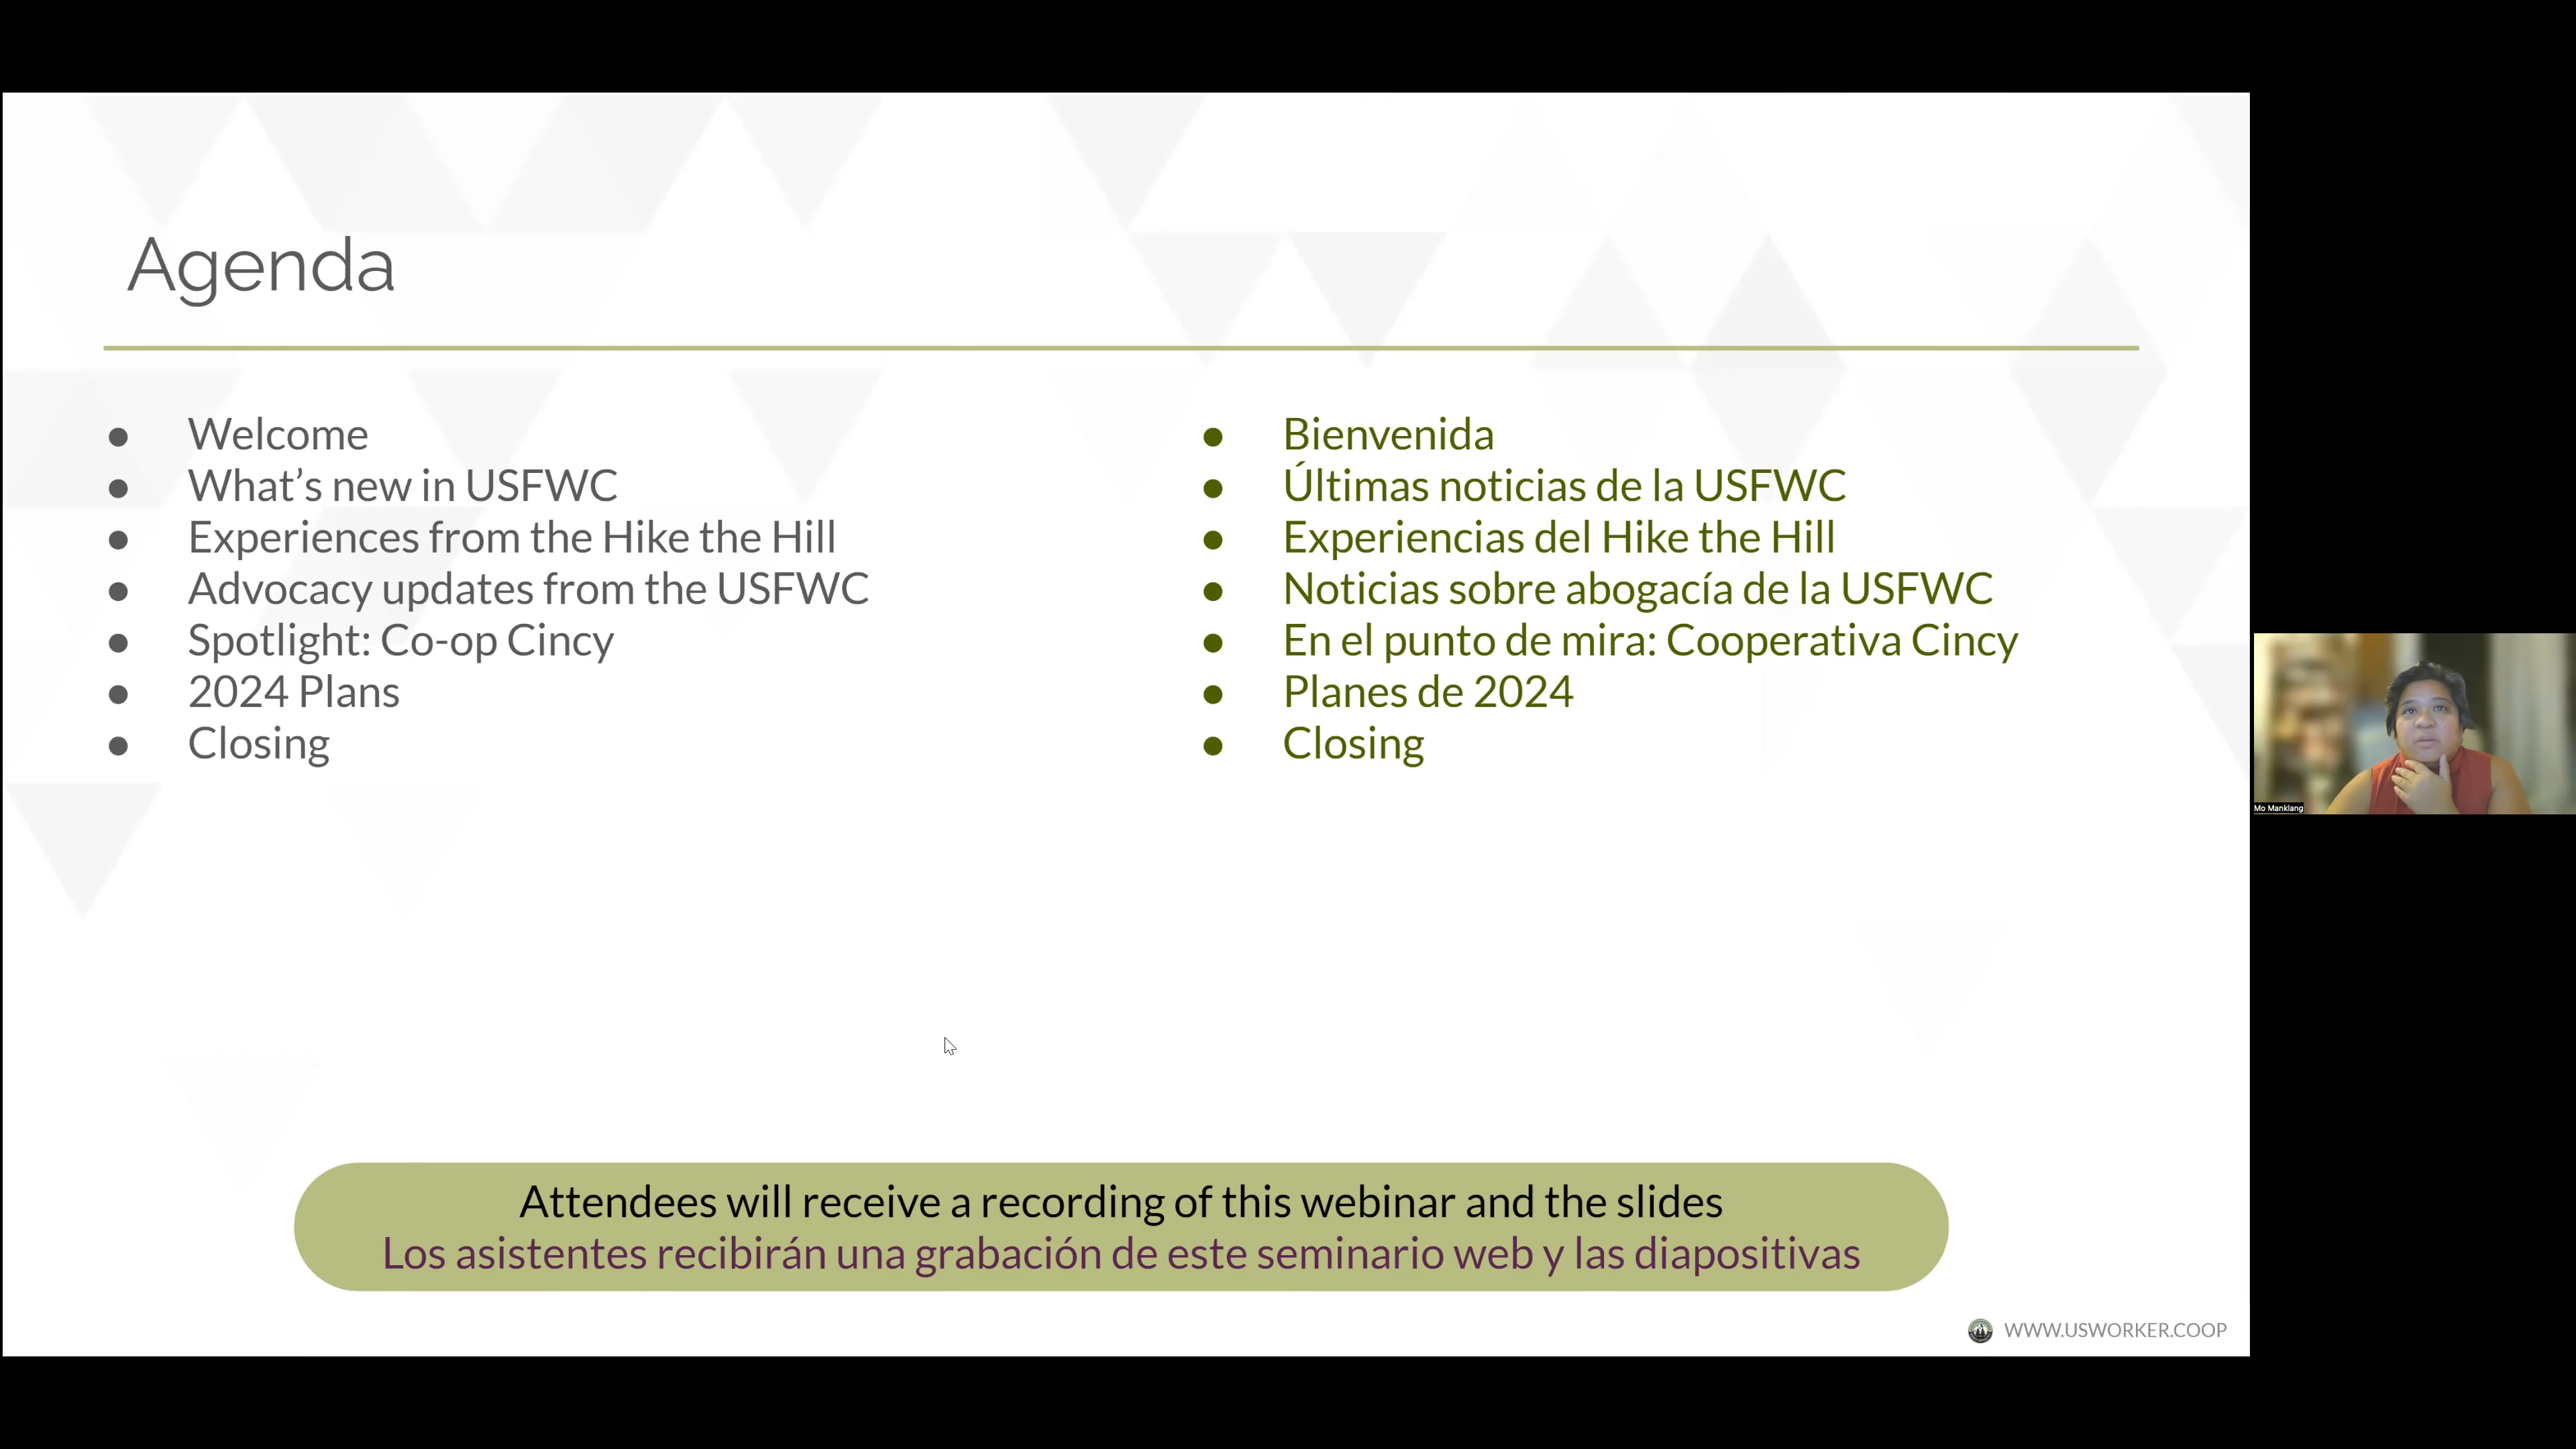 Agenda
● Welcome
● What’s new in USFWC
● Experiences from the Hike the Hill
● Advocacy updates from the USFWC
● Spotlight: Co-op Cincy
● 2024 Plans
● Closing
● Bienvenida
● Últimas noticias de la USFWC
● Experiencias del Hike the Hill
● Noticias sobre abogacía de la USFWC
● En el punto de mira: Cooperativa Cincy
● Planes de 2024
● Closing
Mo Manklang
Attendees will receive a recording of this webinar and the slides
Los asistentes recibirán una grabación de este seminario web y las diapositivas
WWW.USWORKER.COOP